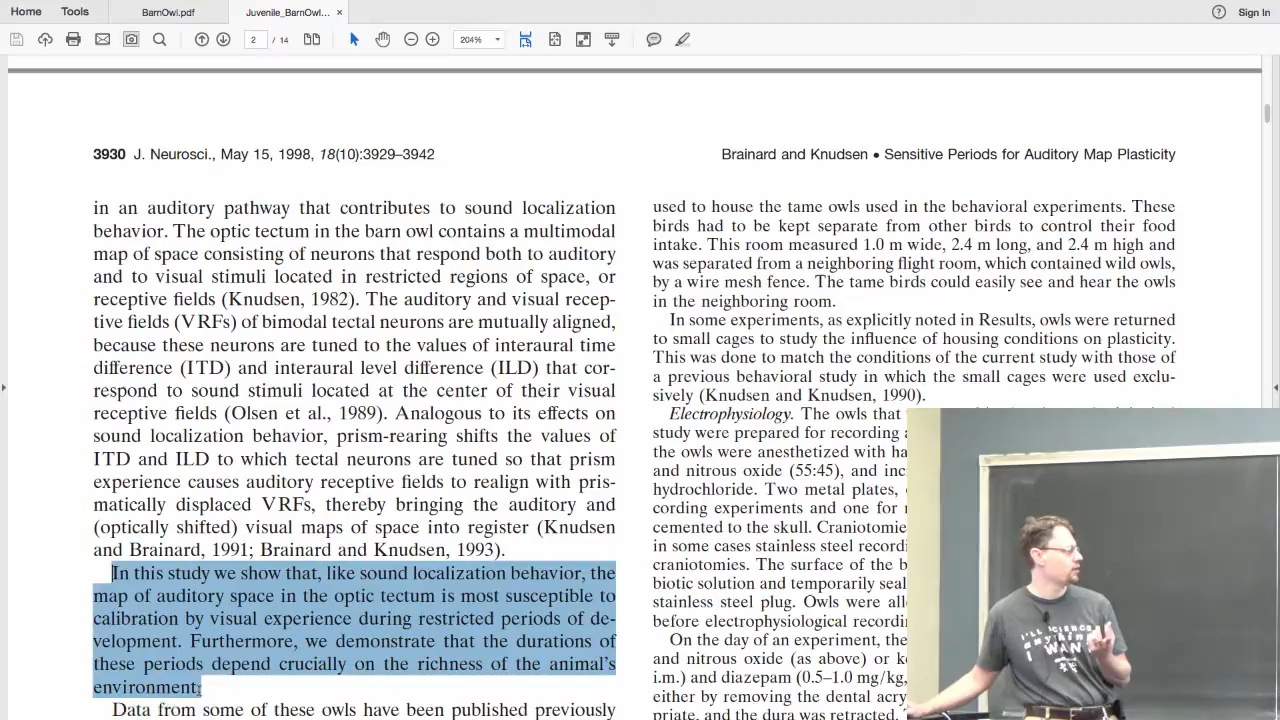 Home Tools BarnOwl.pdf Juvenile_BarnOwl... × Sign In
2 / 14 204%
3930 J. Neurosci., May 15, 1998, 18(10):3929–3942
Brainard and Knudsen • Sensitive Periods for Auditory Map Plasticity
in an auditory pathway that contributes to sound localization
behavior. The optic tectum in the barn owl contains a multimodal
map of space consisting of neurons that respond both to auditory
and to visual stimuli located in restricted regions of space, or
receptive fields (Knudsen, 1982). The auditory and visual recep-
tive fields (VRFs) of bimodal tectal neurons are mutually aligned,
because these neurons are tuned to the values of interaural time
difference (ITD) and interaural level difference (ILD) that cor-
respond to sound stimuli located at the center of their visual
receptive fields (Olsen et al., 1989). Analogous to its effects on
sound localization behavior, prism-rearing shifts the values of
ITD and ILD to which tectal neurons are tuned so that prism
experience causes auditory receptive fields to realign with pris-
matically displaced VRFs, thereby bringing the auditory and
(optically shifted) visual maps of space into register (Knudsen
and Brainard, 1991; Brainard and Knudsen, 1993).
In this study we show that, like sound localization behavior, the
map of auditory space in the optic tectum is most susceptible to
calibration by visual experience during restricted periods of de-
velopment. Furthermore, we demonstrate that the durations of
these periods depend crucially on the richness of the animal's
environment.
Data from some of these owls have been published previously
used to house the tame owls used in the behavioral experiments. These
birds had to be kept separate from other birds to control their food
intake. This room measured 1.0 m wide, 2.4 m long, and 2.4 m high and
was separated from a neighboring flight room, which contained wild owls,
by a wire mesh fence. The tame birds could easily see and hear the owls
in the neighboring room.
In some experiments, as explicitly noted in Results, owls were returned
to small cages to study the influence of housing conditions on plasticity.
This was done to match the conditions of the current study with those of
a previous behavioral study in which the small cages were used exclu-
sively (Knudsen and Knudsen, 1990).
Electrophysiology. The owls that
study were prepared for recording
the owls were anesthetized with ha
and nitrous oxide (55:45), and inc
hydrochloride. Two metal plates,
cording experiments and one for
cemented to the skull. Craniotomie
in some cases stainless steel recordi
craniotomies. The surface of the b
biotic solution and temporarily seal
stainless steel plug. Owls were all
before electrophysiological recordi
On the day of an experiment, the
and nitrous oxide (as above) or k
i.m.) and diazepam (0.5–1.0 mg/kg,
either by removing the dental acry
priate, and the dura was retracted.
I'LL SCIENCE
anything
I WANT